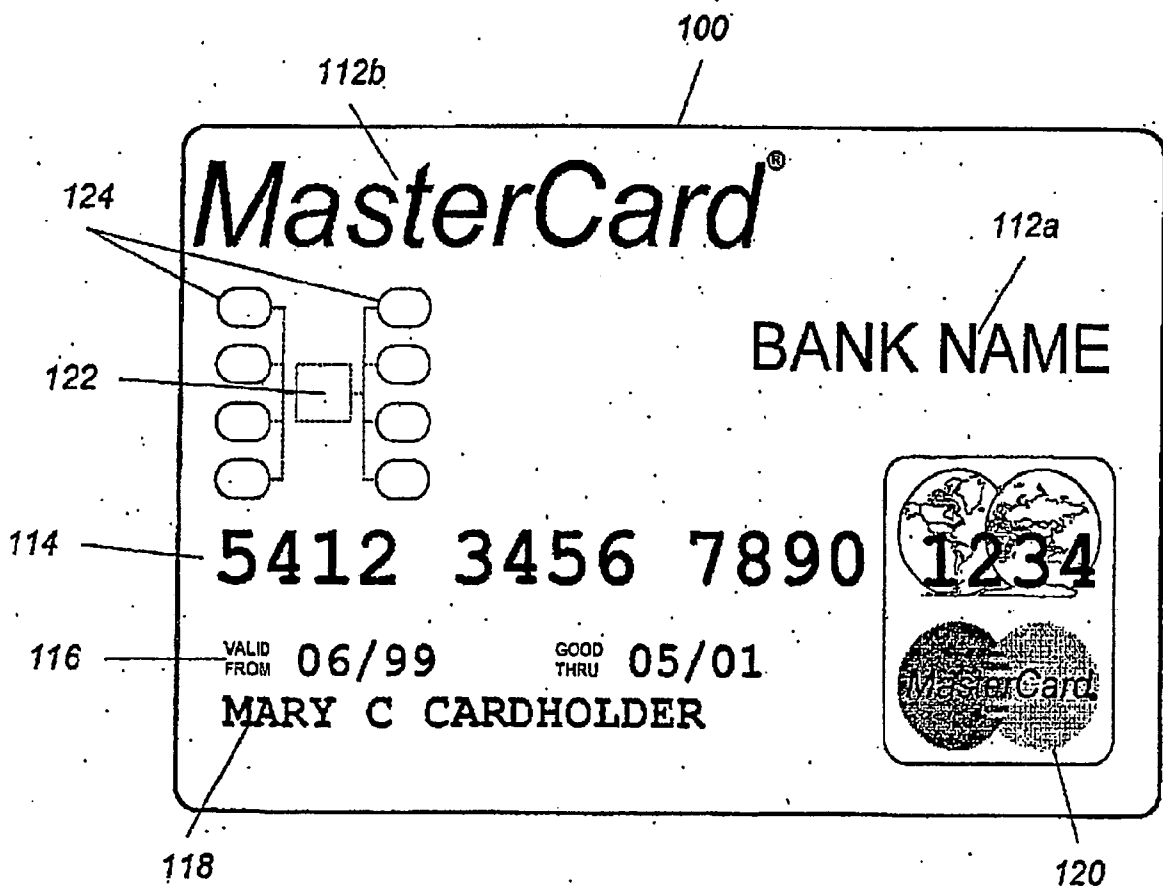 100
112b
MasterCard®
124
112a
BANK NAME
122
114
5412 3456 7890 1234
116
VALID FROM 06/99 GOOD THRU 05/01
MARY C CARDHOLDER
MasterCard
118
120